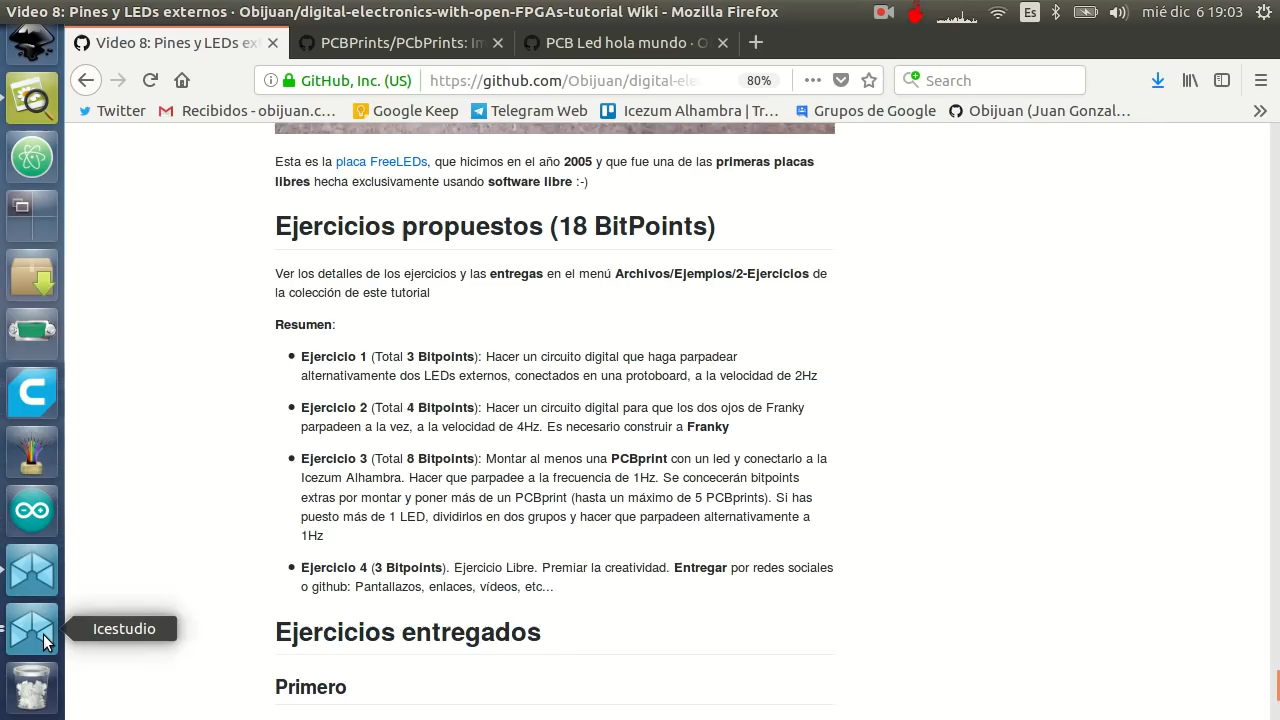 Video 8: Pines y LEDs externos · Obijuan/digital-electronics-with-open-FPGAs-tutorial Wiki - Mozilla Firefox
Es
mié dic 6 19:03
Video 8: Pines y LEDs ex
PCBPrints/PCbPrints: Im
PCB Led hola mundo · O
GitHub, Inc. (US)
https://github.com/Obijuan/digital-ele
80%
Search
Twitter
Recibidos - obijuan.c…
Google Keep
Telegram Web
Icezum Alhambra | Tr…
Grupos de Google
Obijuan (Juan Gonzal…
Esta es la placa FreeLEDs, que hicimos en el año 2005 y que fue una de las primeras placas
libres hecha exclusivamente usando software libre :-)
Ejercicios propuestos (18 BitPoints)
Ver los detalles de los ejercicios y las entregas en el menú Archivos/Ejemplos/2-Ejercicios de
la colección de este tutorial
Resumen:
Ejercicio 1 (Total 3 Bitpoints): Hacer un circuito digital que haga parpadear
alternativamente dos LEDs externos, conectados en una protoboard, a la velocidad de 2Hz
Ejercicio 2 (Total 4 Bitpoints): Hacer un circuito digital para que los dos ojos de Franky
parpadeen a la vez, a la velocidad de 4Hz. Es necesario construir a Franky
Ejercicio 3 (Total 8 Bitpoints): Montar al menos una PCBprint con un led y conectarlo a la
Icezum Alhambra. Hacer que parpadee a la frecuencia de 1Hz. Se concecerán bitpoints
extras por montar y poner más de un PCBprint (hasta un máximo de 5 PCBprints). Si has
puesto más de 1 LED, dividirlos en dos grupos y hacer que parpadeen alternativamente a
1Hz
Ejercicio 4 (3 Bitpoints). Ejercicio Libre. Premiar la creatividad. Entregar por redes sociales
o github: Pantallazos, enlaces, vídeos, etc...
Icestudio
Ejercicios entregados
Primero